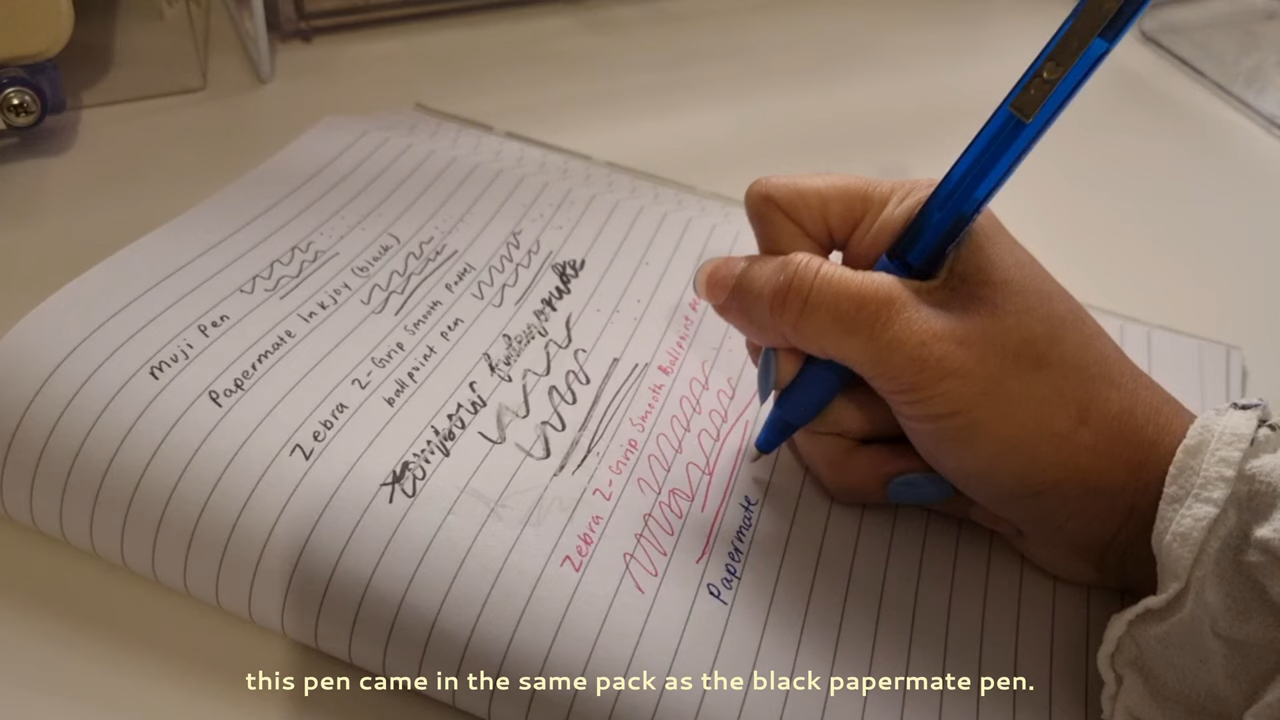 Muji Pen
Papermate Inkjoy (black)
Zebra Z-Grip Smooth Pastel
ballpoint pen
Zebra Z-Grip Smooth Ballpoint
Papermate
this pen came in the same pack as the black papermate pen.